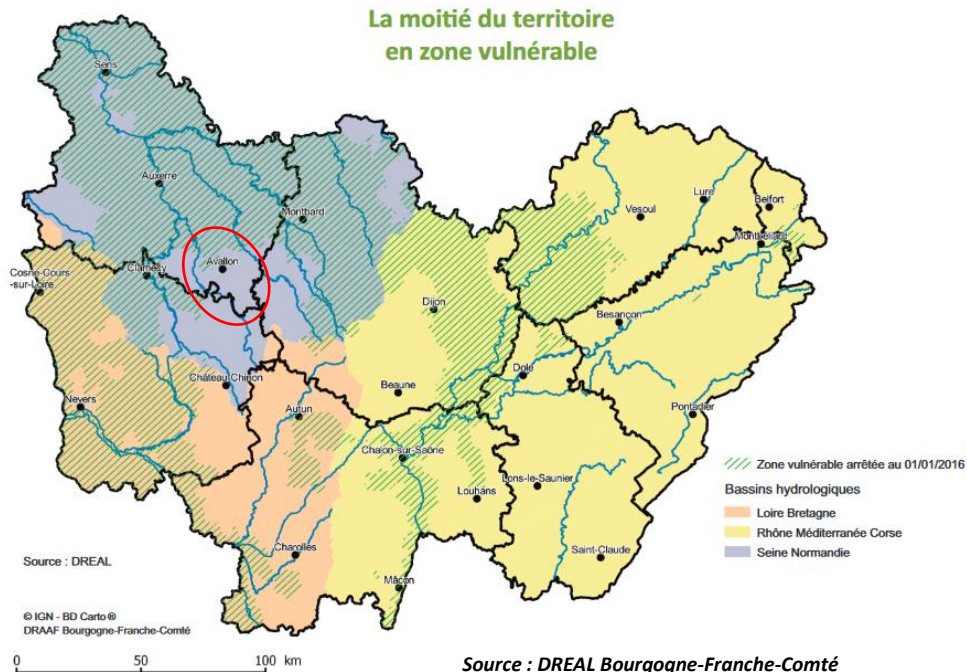 La moitié du territoire
en zone vulnérable
Sens
Auxerre
Montbard
Avallon
Clamecy
Cosne-Cours
-sur-Loire
Château-Chinon
Nevers
Autun
Dijon
Beaune
Chalon-sur-Saône
Louhans
Charolles
Mâcon
Vesoul
Lure
Belfort
Montbéliard
Besançon
Dole
Pontarlier
Lons-le-Saunier
Saint-Claude
Zone vulnérable arrêtée au 01/01/2016
Bassins hydrologiques
Loire Bretagne
Rhône Méditerranée Corse
Seine Normandie
Source : DREAL
© IGN - BD Carto®
DRAAF Bourgogne-Franche-Comté
0 50 100 km
Source : DREAL Bourgogne-Franche-Comté